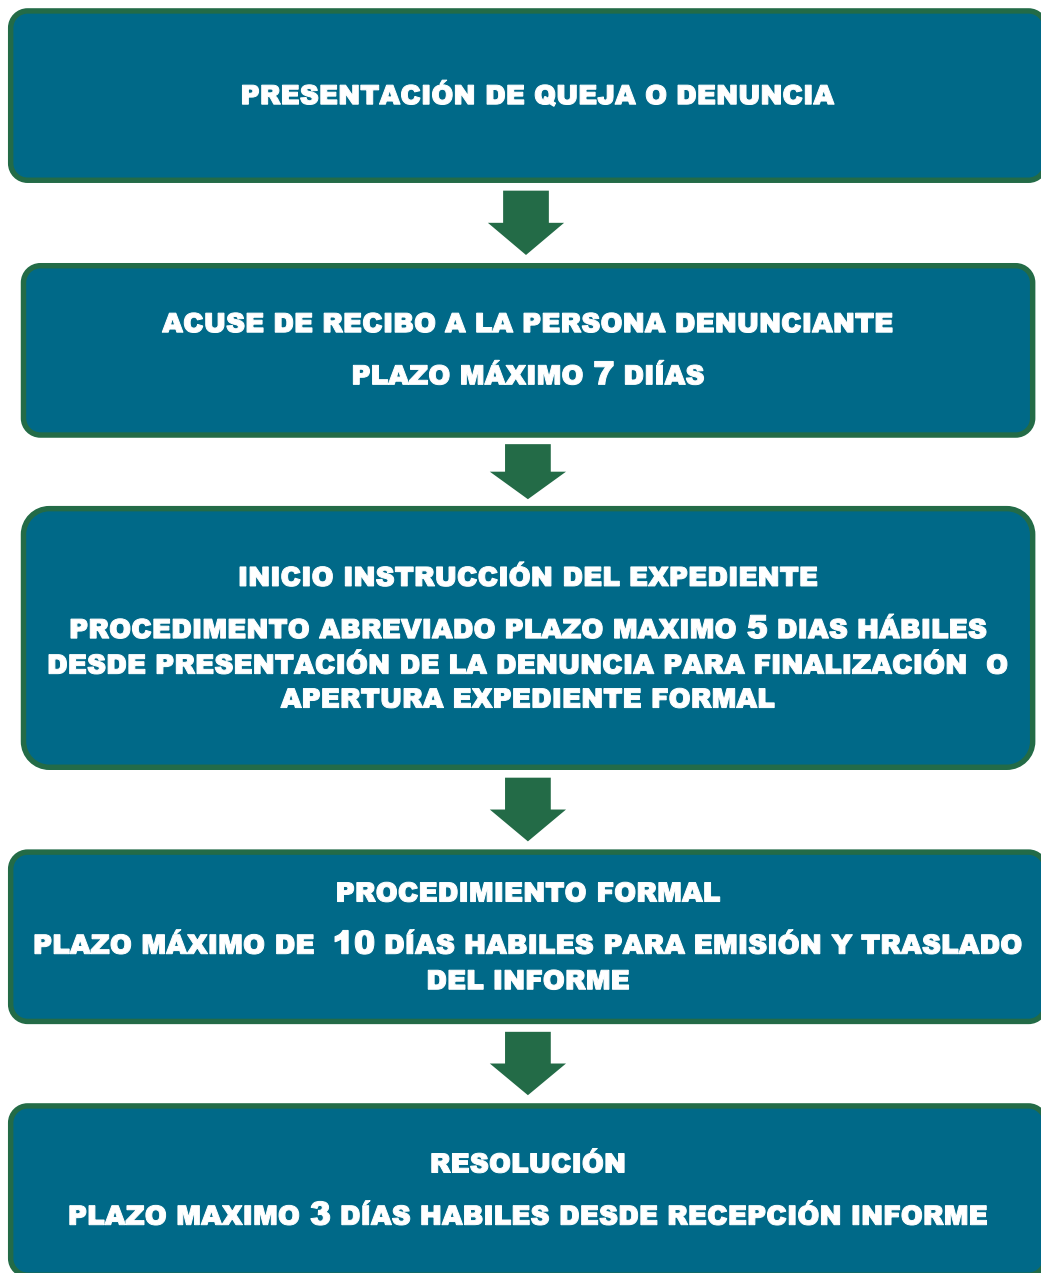 PRESENTACIÓN DE QUEJA O DENUNCIA
ACUSE DE RECIBO A LA PERSONA DENUNCIANTE
PLAZO MÁXIMO 7 DIÍAS
INICIO INSTRUCCIÓN DEL EXPEDIENTE
PROCEDIMENTO ABREVIADO PLAZO MAXIMO 5 DIAS HÁBILES
DESDE PRESENTACIÓN DE LA DENUNCIA PARA FINALIZACIÓN O
APERTURA EXPEDIENTE FORMAL
PROCEDIMIENTO FORMAL
PLAZO MÁXIMO DE 10 DÍAS HABILES PARA EMISIÓN Y TRASLADO
DEL INFORME
RESOLUCIÓN
PLAZO MAXIMO 3 DÍAS HABILES DESDE RECEPCIÓN INFORME